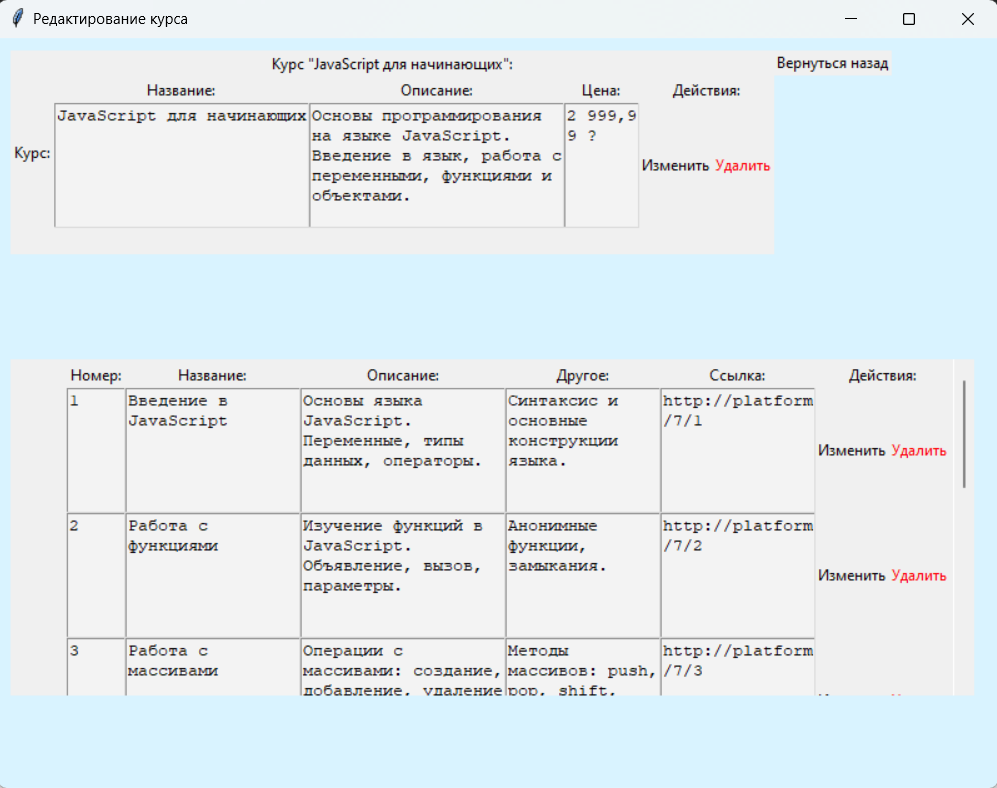 Редактирование курса
Курс "JavaScript для начинающих":
Вернуться назад
Название: Описание: Цена: Действия:
Курс:
JavaScript для начинающих
Основы программирования
на языке JavaScript.
Введение в язык, работа с
переменными, функциями и
объектами.
2 999,9
9 ?
Изменить Удалить
Номер: Название: Описание: Другое: Ссылка: Действия:
1
Введение в
JavaScript
Основы языка
JavaScript.
Переменные, типы
данных, операторы.
Синтаксис и
основные
конструкции
языка.
http://platform
/7/1
Изменить Удалить
2
Работа с
функциями
Изучение функций в
JavaScript.
Объявление, вызов,
параметры.
Анонимные
функции,
замыкания.
http://platform
/7/2
Изменить Удалить
3
Работа с
массивами
Операции с
массивами: создание,
добавление, удаление
Методы
массивов: push,
pop, shift,
http://platform
/7/3